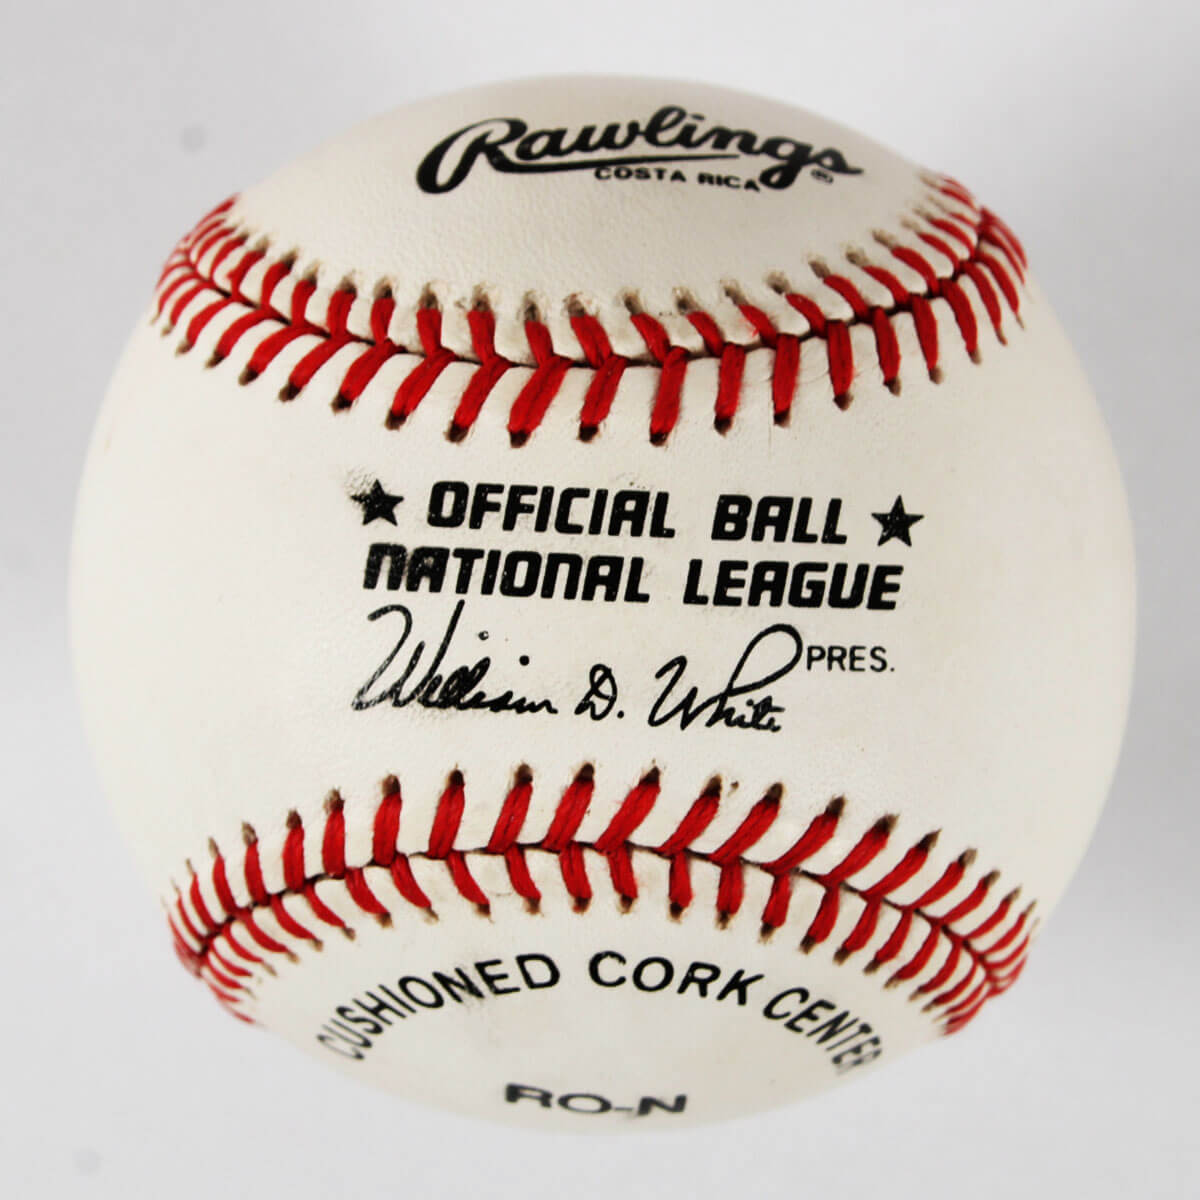 Rawlings®
COSTA RICA
★ OFFICIAL BALL ★
NATIONAL LEAGUE
William D. White PRES.
CUSHIONED CORK CENTER
RO-N